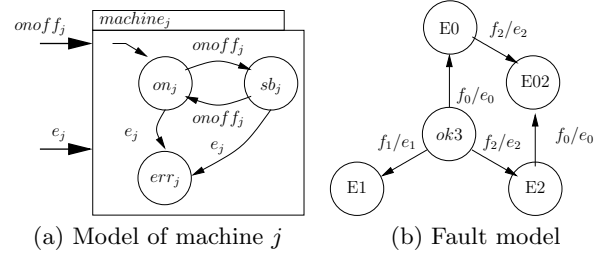 machine_j
onoff_j
on_j
onoff_j
sb_j
onoff_j
e_j
e_j
e_j
err_j
(a) Model of machine j
E0
f_2/e_2
E02
f_0/e_0
ok3
f_0/e_0
f_1/e_1
f_2/e_2
E1
E2
(b) Fault model